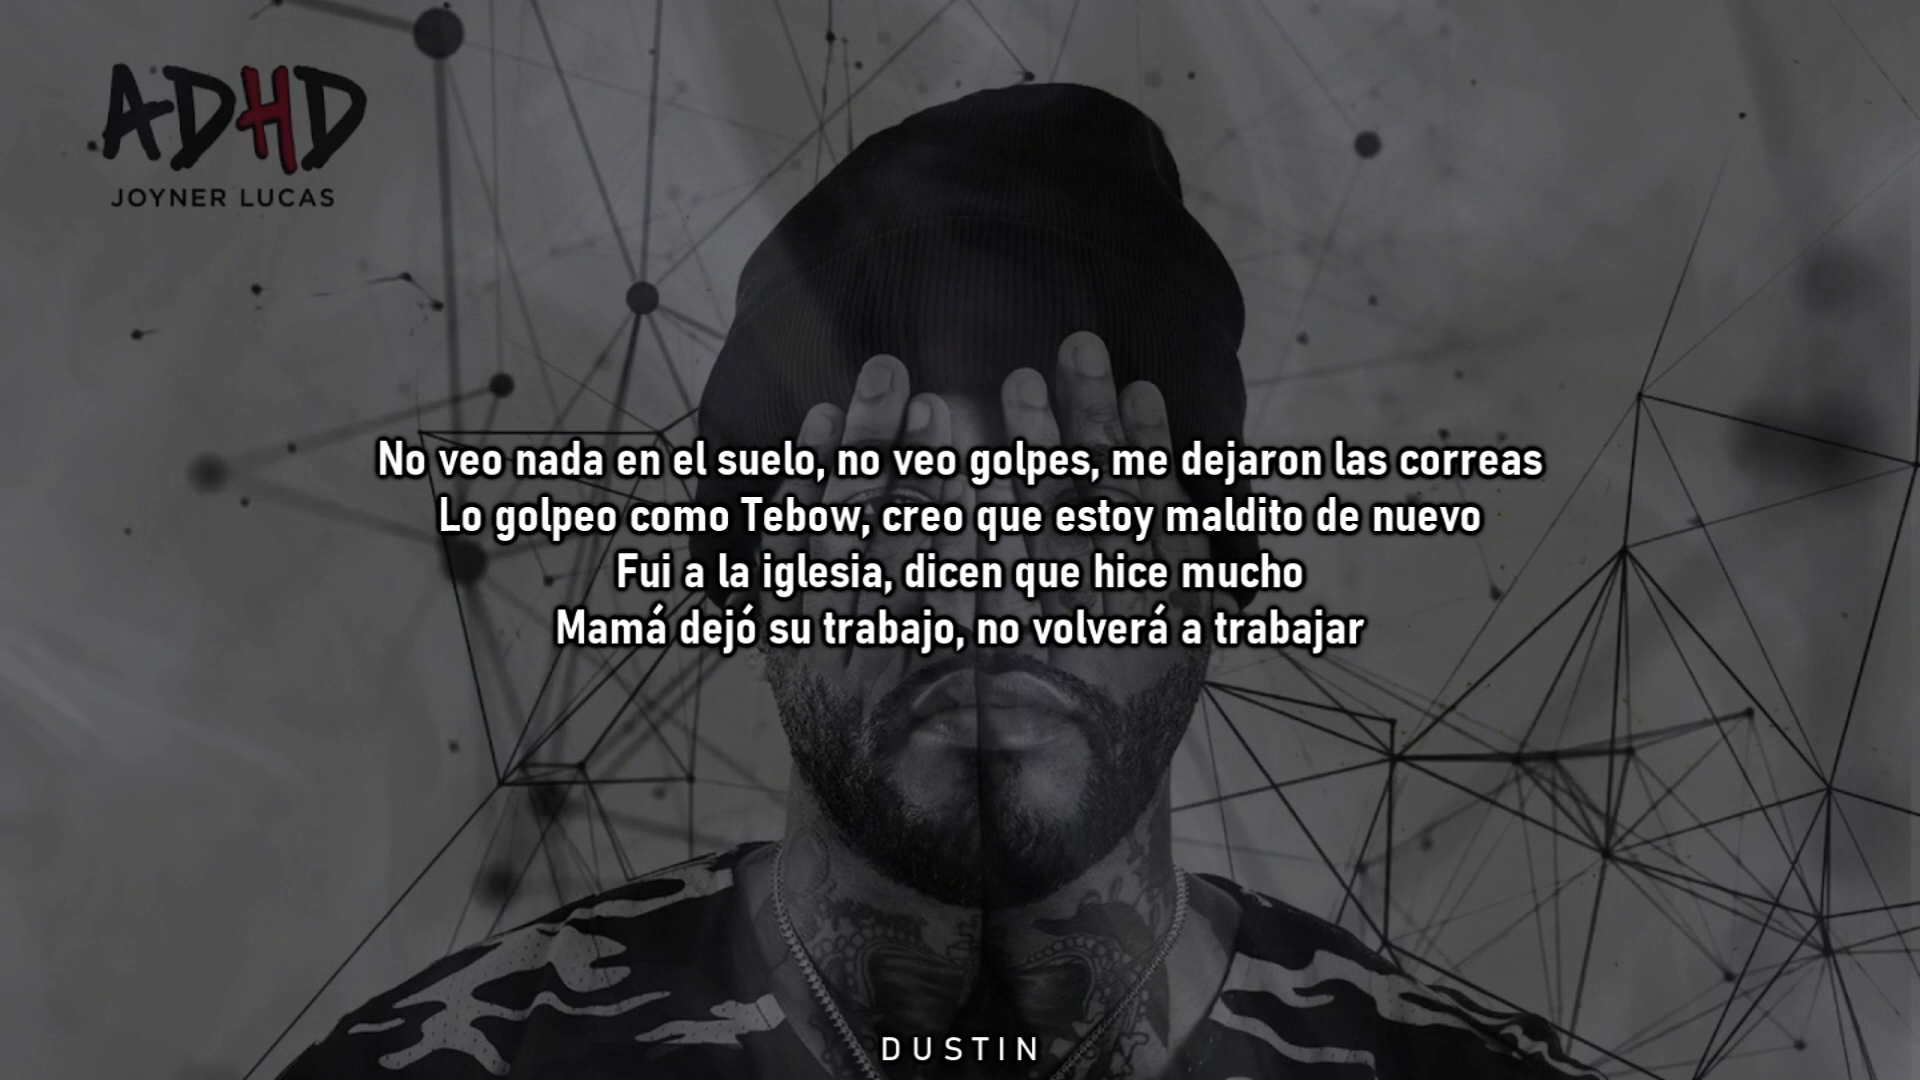 ADHD
JOYNER LUCAS
No veo nada en el suelo, no veo golpes, me dejaron las correas
Lo golpeo como Tebow, creo que estoy maldito de nuevo
Fui a la iglesia, dicen que hice mucho
Mamá dejó su trabajo, no volverá a trabajar
DUSTIN